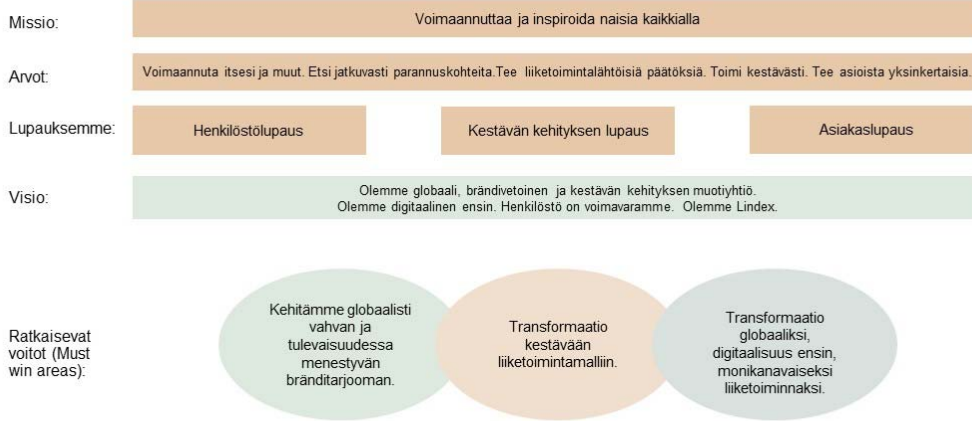 Missio:
Voimaannuttaa ja inspiroida naisia kaikkialla
Arvot:
Voimaannuta itsesi ja muut. Etsi jatkuvasti parannuskohteita.Tee liiketoimintalähtöisiä päätöksiä. Toimi kestävästi. Tee asioista yksinkertaisia.
Lupauksemme:
Henkilöstölupaus
Kestävän kehityksen lupaus
Asiakaslupaus
Visio:
Olemme globaali, brändivetoinen ja kestävän kehityksen muotiyhtiö.
Olemme digitaalinen ensin. Henkilöstö on voimavaramme. Olemme Lindex.
Ratkaisevat
voitot (Must
win areas):
Kehitämme globaalisti
vahvan ja
tulevaisuudessa
menestyvän
bränditarjooman.
Transformaatio
kestävään
liiketoimintamalliin.
Transformaatio
globaaliksi,
digitaalisuus ensin,
monikanavaiseksi
liiketoiminnaksi.